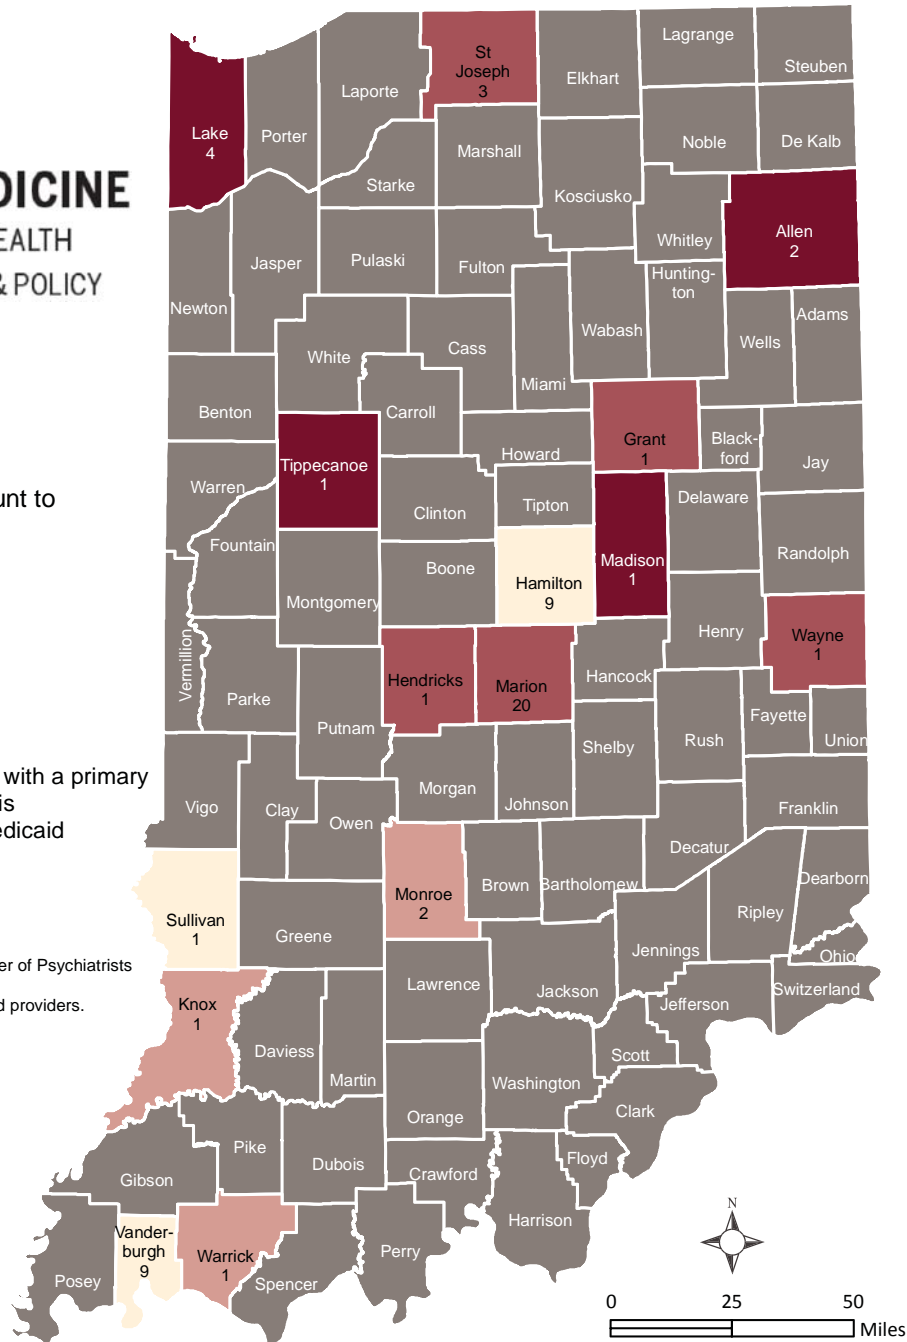 DICINE
EALTH
& POLICY
unt to
with a primary
is
edicaid
er of Psychiatrists
d providers.
Lagrange
Steuben
St
Joseph
3
Elkhart
Laporte
Lake
4
Porter
Noble
De Kalb
Marshall
Starke
Kosciusko
Allen
2
Whitley
Jasper
Pulaski
Fulton
Hunting-
ton
Newton
Wabash
Adams
Wells
White
Cass
Miami
Benton
Carroll
Grant
1
Black-
ford
Howard
Jay
Tippecanoe
1
Warren
Delaware
Tipton
Clinton
Fountain
Randolph
Madison
1
Boone
Hamilton
9
Montgomery
Henry
Wayne
1
Vermillion
Hancock
Hendricks
1
Marion
20
Parke
Fayette
Putnam
Rush
Union
Shelby
Morgan
Johnson
Vigo
Clay
Owen
Franklin
Decatur
Dearborn
Monroe
2
Brown
Bartholomew
Ripley
Sullivan
1
Greene
Jennings
Ohio
Lawrence
Jackson
Switzerland
Knox
1
Jefferson
Daviess
Scott
Martin
Washington
Clark
Orange
Pike
Dubois
Floyd
Gibson
Crawford
Harrison
Vander-
burgh
9
Warrick
1
Perry
Posey
Spencer
N
0 25 50
Miles